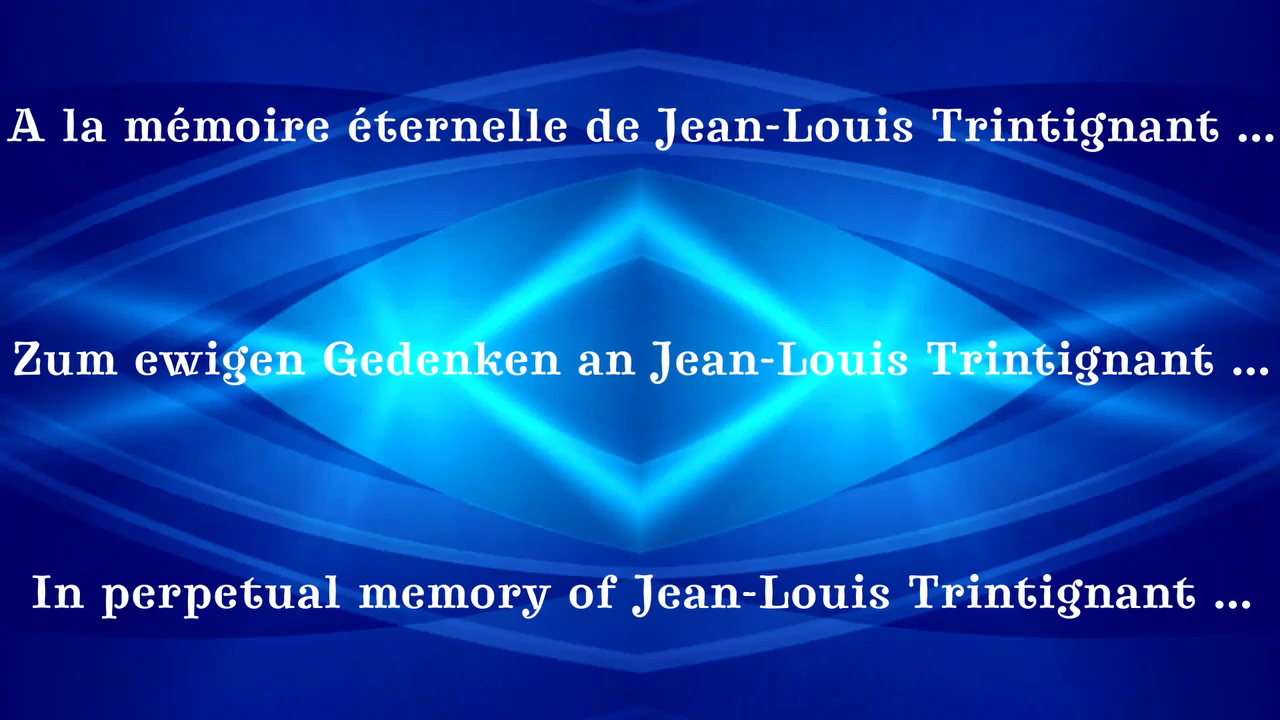 A la mémoire éternelle de Jean-Louis Trintignant ...
Zum ewigen Gedenken an Jean-Louis Trintignant ...
In perpetual memory of Jean-Louis Trintignant ...